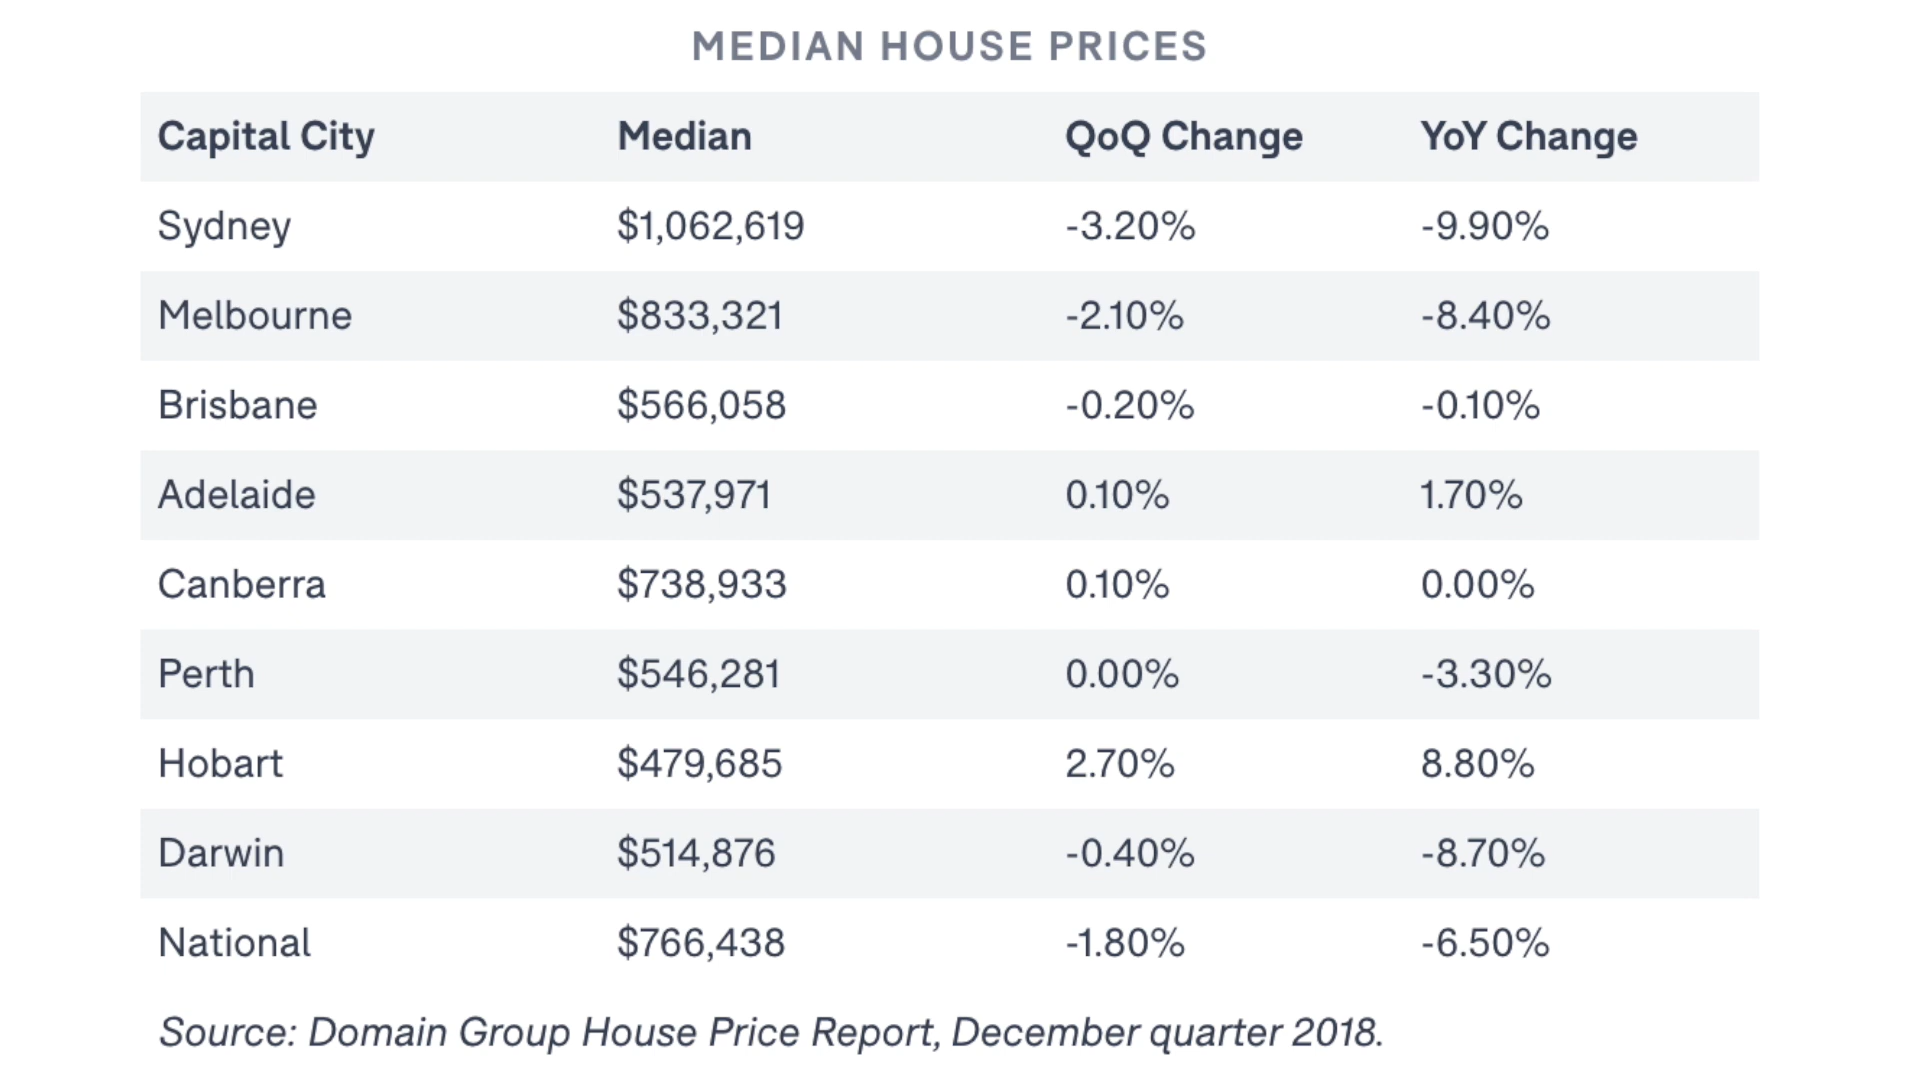 MEDIAN HOUSE PRICES
Capital City Median QoQ Change YoY Change
Sydney $1,062,619 -3.20% -9.90%
Melbourne $833,321 -2.10% -8.40%
Brisbane $566,058 -0.20% -0.10%
Adelaide $537,971 0.10% 1.70%
Canberra $738,933 0.10% 0.00%
Perth $546,281 0.00% -3.30%
Hobart $479,685 2.70% 8.80%
Darwin $514,876 -0.40% -8.70%
National $766,438 -1.80% -6.50%
Source: Domain Group House Price Report, December quarter 2018.